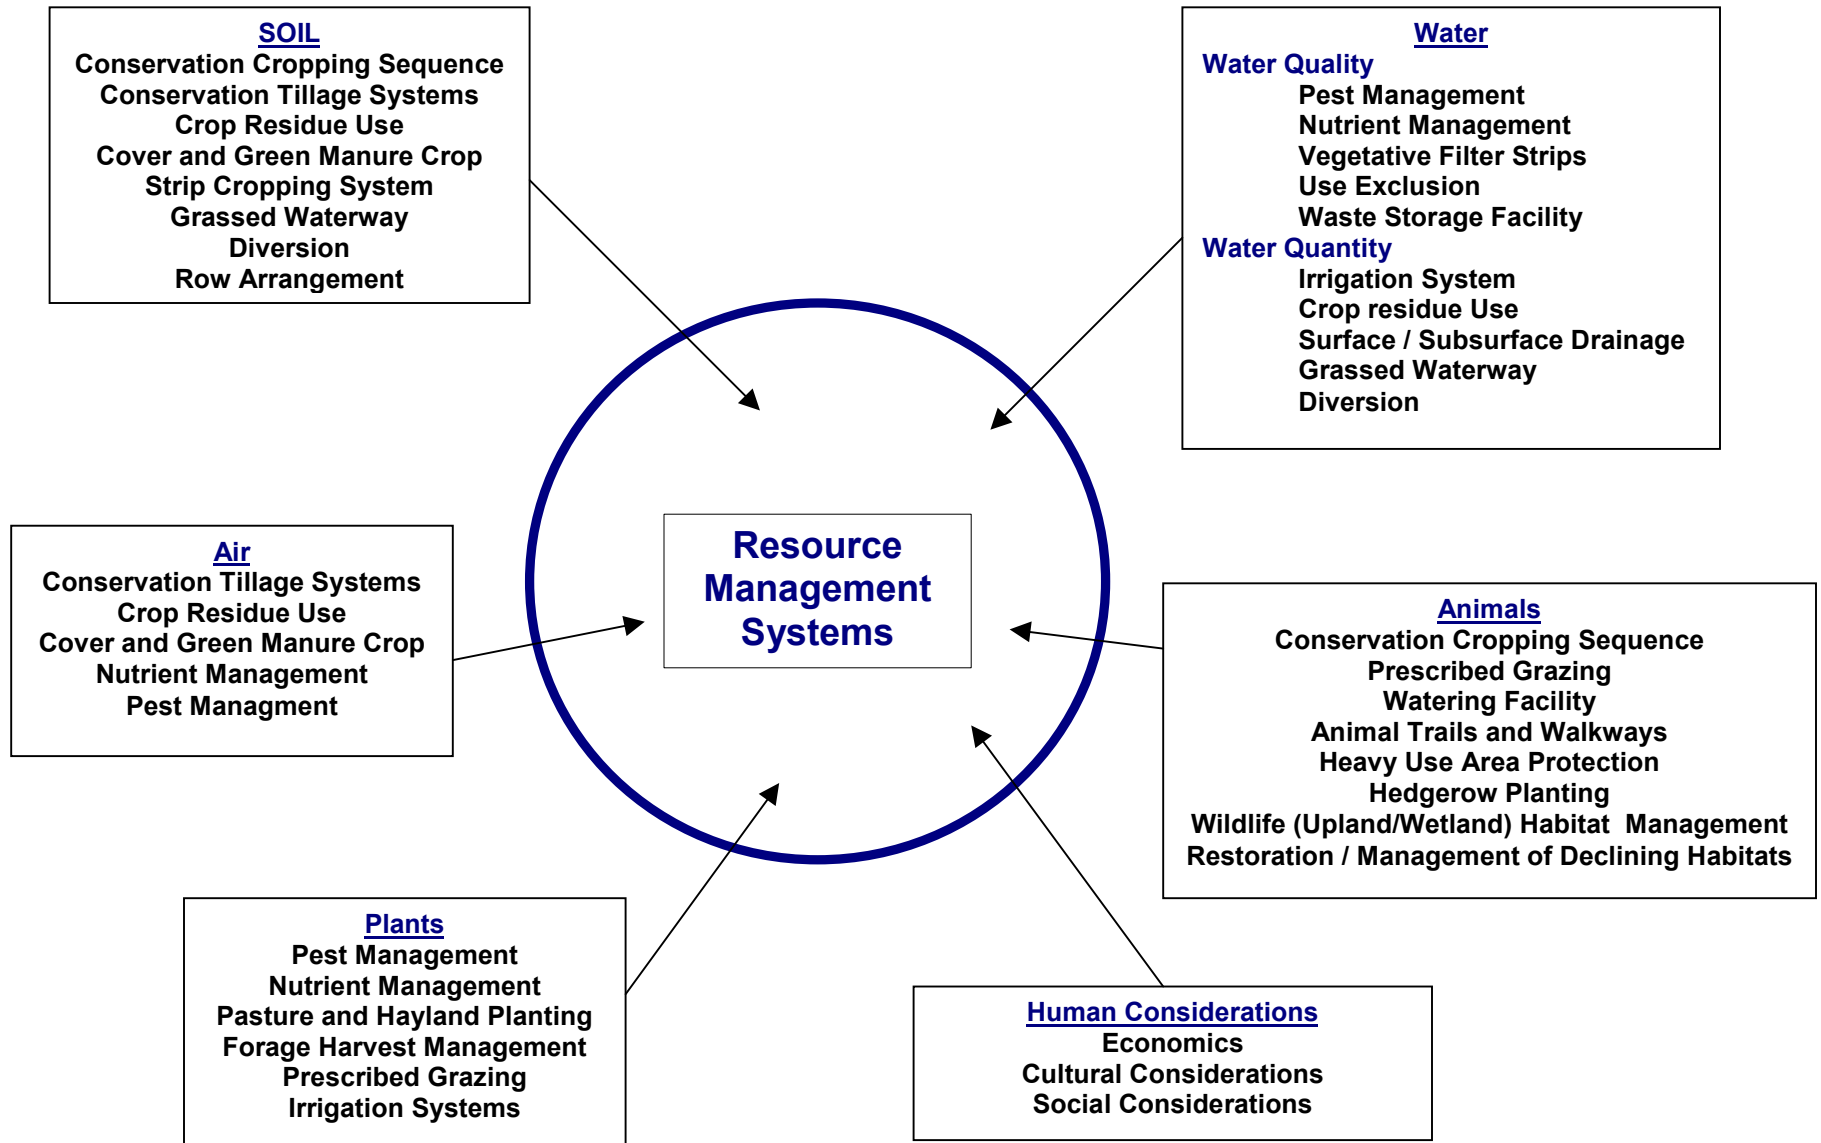 SOIL
Conservation Cropping Sequence
Conservation Tillage Systems
Crop Residue Use
Cover and Green Manure Crop
Strip Cropping System
Grassed Waterway
Diversion
Row Arrangement
Water
Water Quality
Pest Management
Nutrient Management
Vegetative Filter Strips
Use Exclusion
Waste Storage Facility
Water Quantity
Irrigation System
Crop residue Use
Surface / Subsurface Drainage
Grassed Waterway
Diversion
Resource
Management
Systems
Air
Conservation Tillage Systems
Crop Residue Use
Cover and Green Manure Crop
Nutrient Management
Pest Managment
Animals
Conservation Cropping Sequence
Prescribed Grazing
Watering Facility
Animal Trails and Walkways
Heavy Use Area Protection
Hedgerow Planting
Wildlife (Upland/Wetland) Habitat  Management
Restoration / Management of Declining Habitats
Plants
Pest Management
Nutrient Management
Pasture and Hayland Planting
Forage Harvest Management
Prescribed Grazing
Irrigation Systems
Human Considerations
Economics
Cultural Considerations
Social Considerations